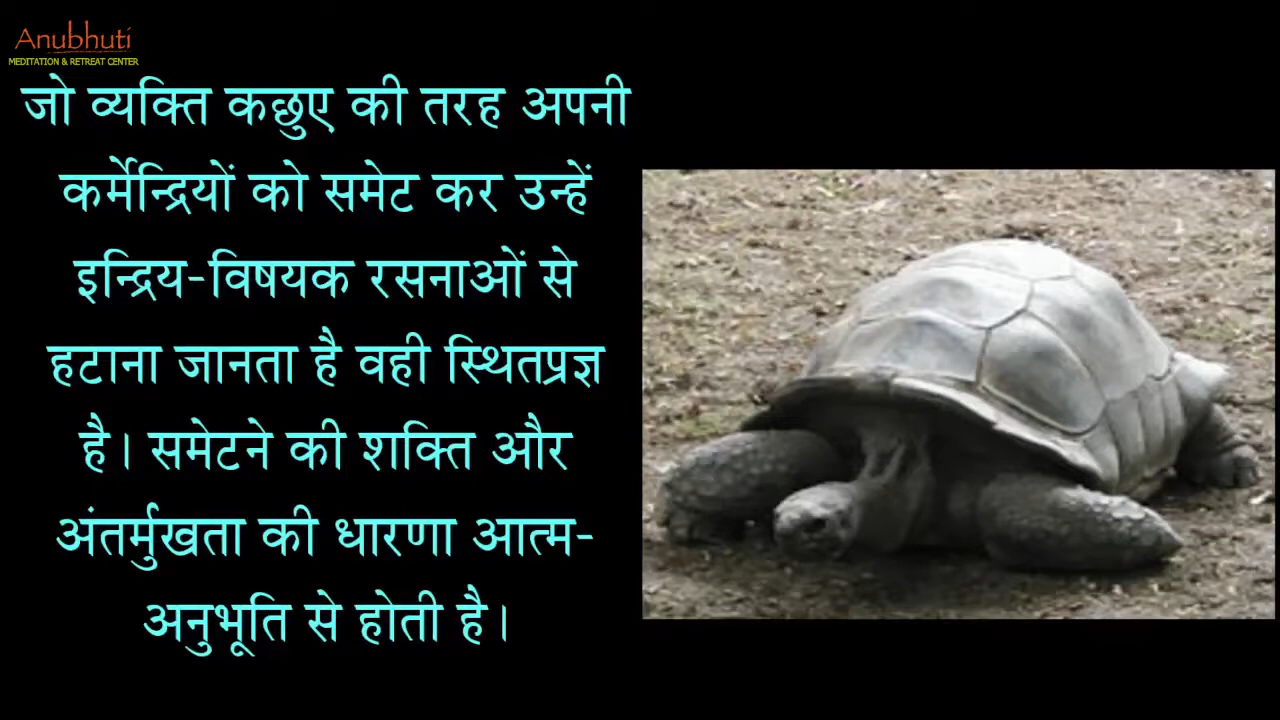 Anubhuti
MEDITATION & RETREAT CENTER
जो व्यक्ति कछुए की तरह अपनी
कर्मेन्द्रियों को समेट कर उन्हें
इन्द्रिय-विषयक रसनाओं से
हटाना जानता है वही स्थितप्रज्ञ
है। समेटने की शक्ति और
अंतर्मुखता की धारणा आत्म-
अनुभूति से होती है।